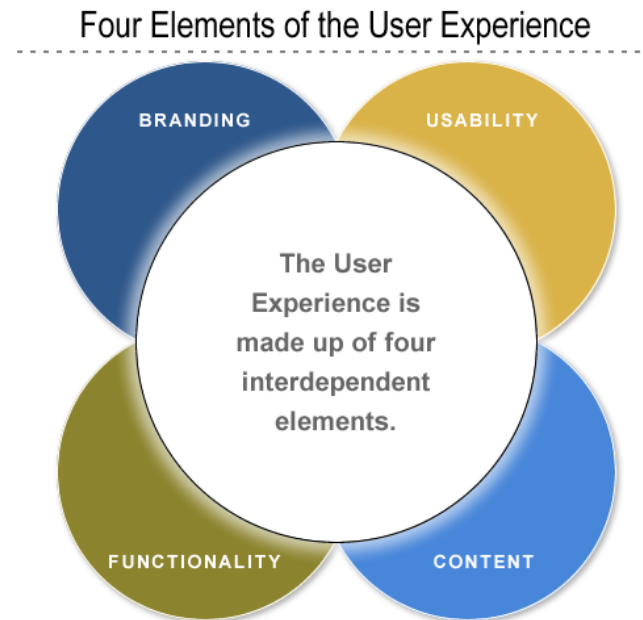 Four Elements of the User Experience
BRANDING
USABILITY
The User
Experience is
made up of four
interdependent
elements.
FUNCTIONALITY
CONTENT